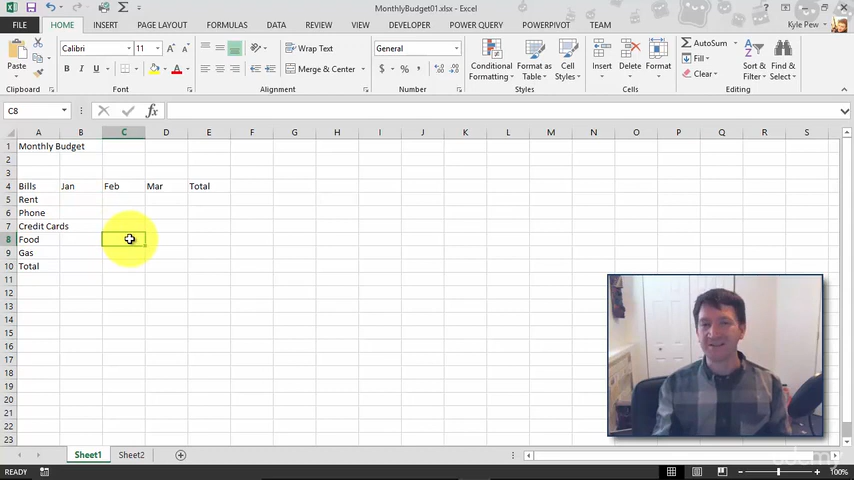 MonthlyBudget01.xlsx - Excel
FILE HOME INSERT PAGE LAYOUT FORMULAS DATA REVIEW VIEW DEVELOPER POWER QUERY POWERPIVOT TEAM Kyle Pew
Paste
Calibri 11
B I U
Wrap Text
Merge & Center
General
$ % ,
Conditional Formatting
Format as Table
Cell Styles
Insert Delete Format
AutoSum
Fill
Clear
Sort & Filter
Find & Select
Clipboard Font Alignment Number Styles Cells Editing
C8 fx
A B C D E F G H I J K L M N O P Q R S
1 Monthly Budget
2
3
4 Bills Jan Feb Mar Total
5 Rent
6 Phone
7 Credit Cards
8 Food
9 Gas
10 Total
11
12
13
14
15
16
17
18
19
20
21
22
23
Sheet1 Sheet2
READY 100%
udemy